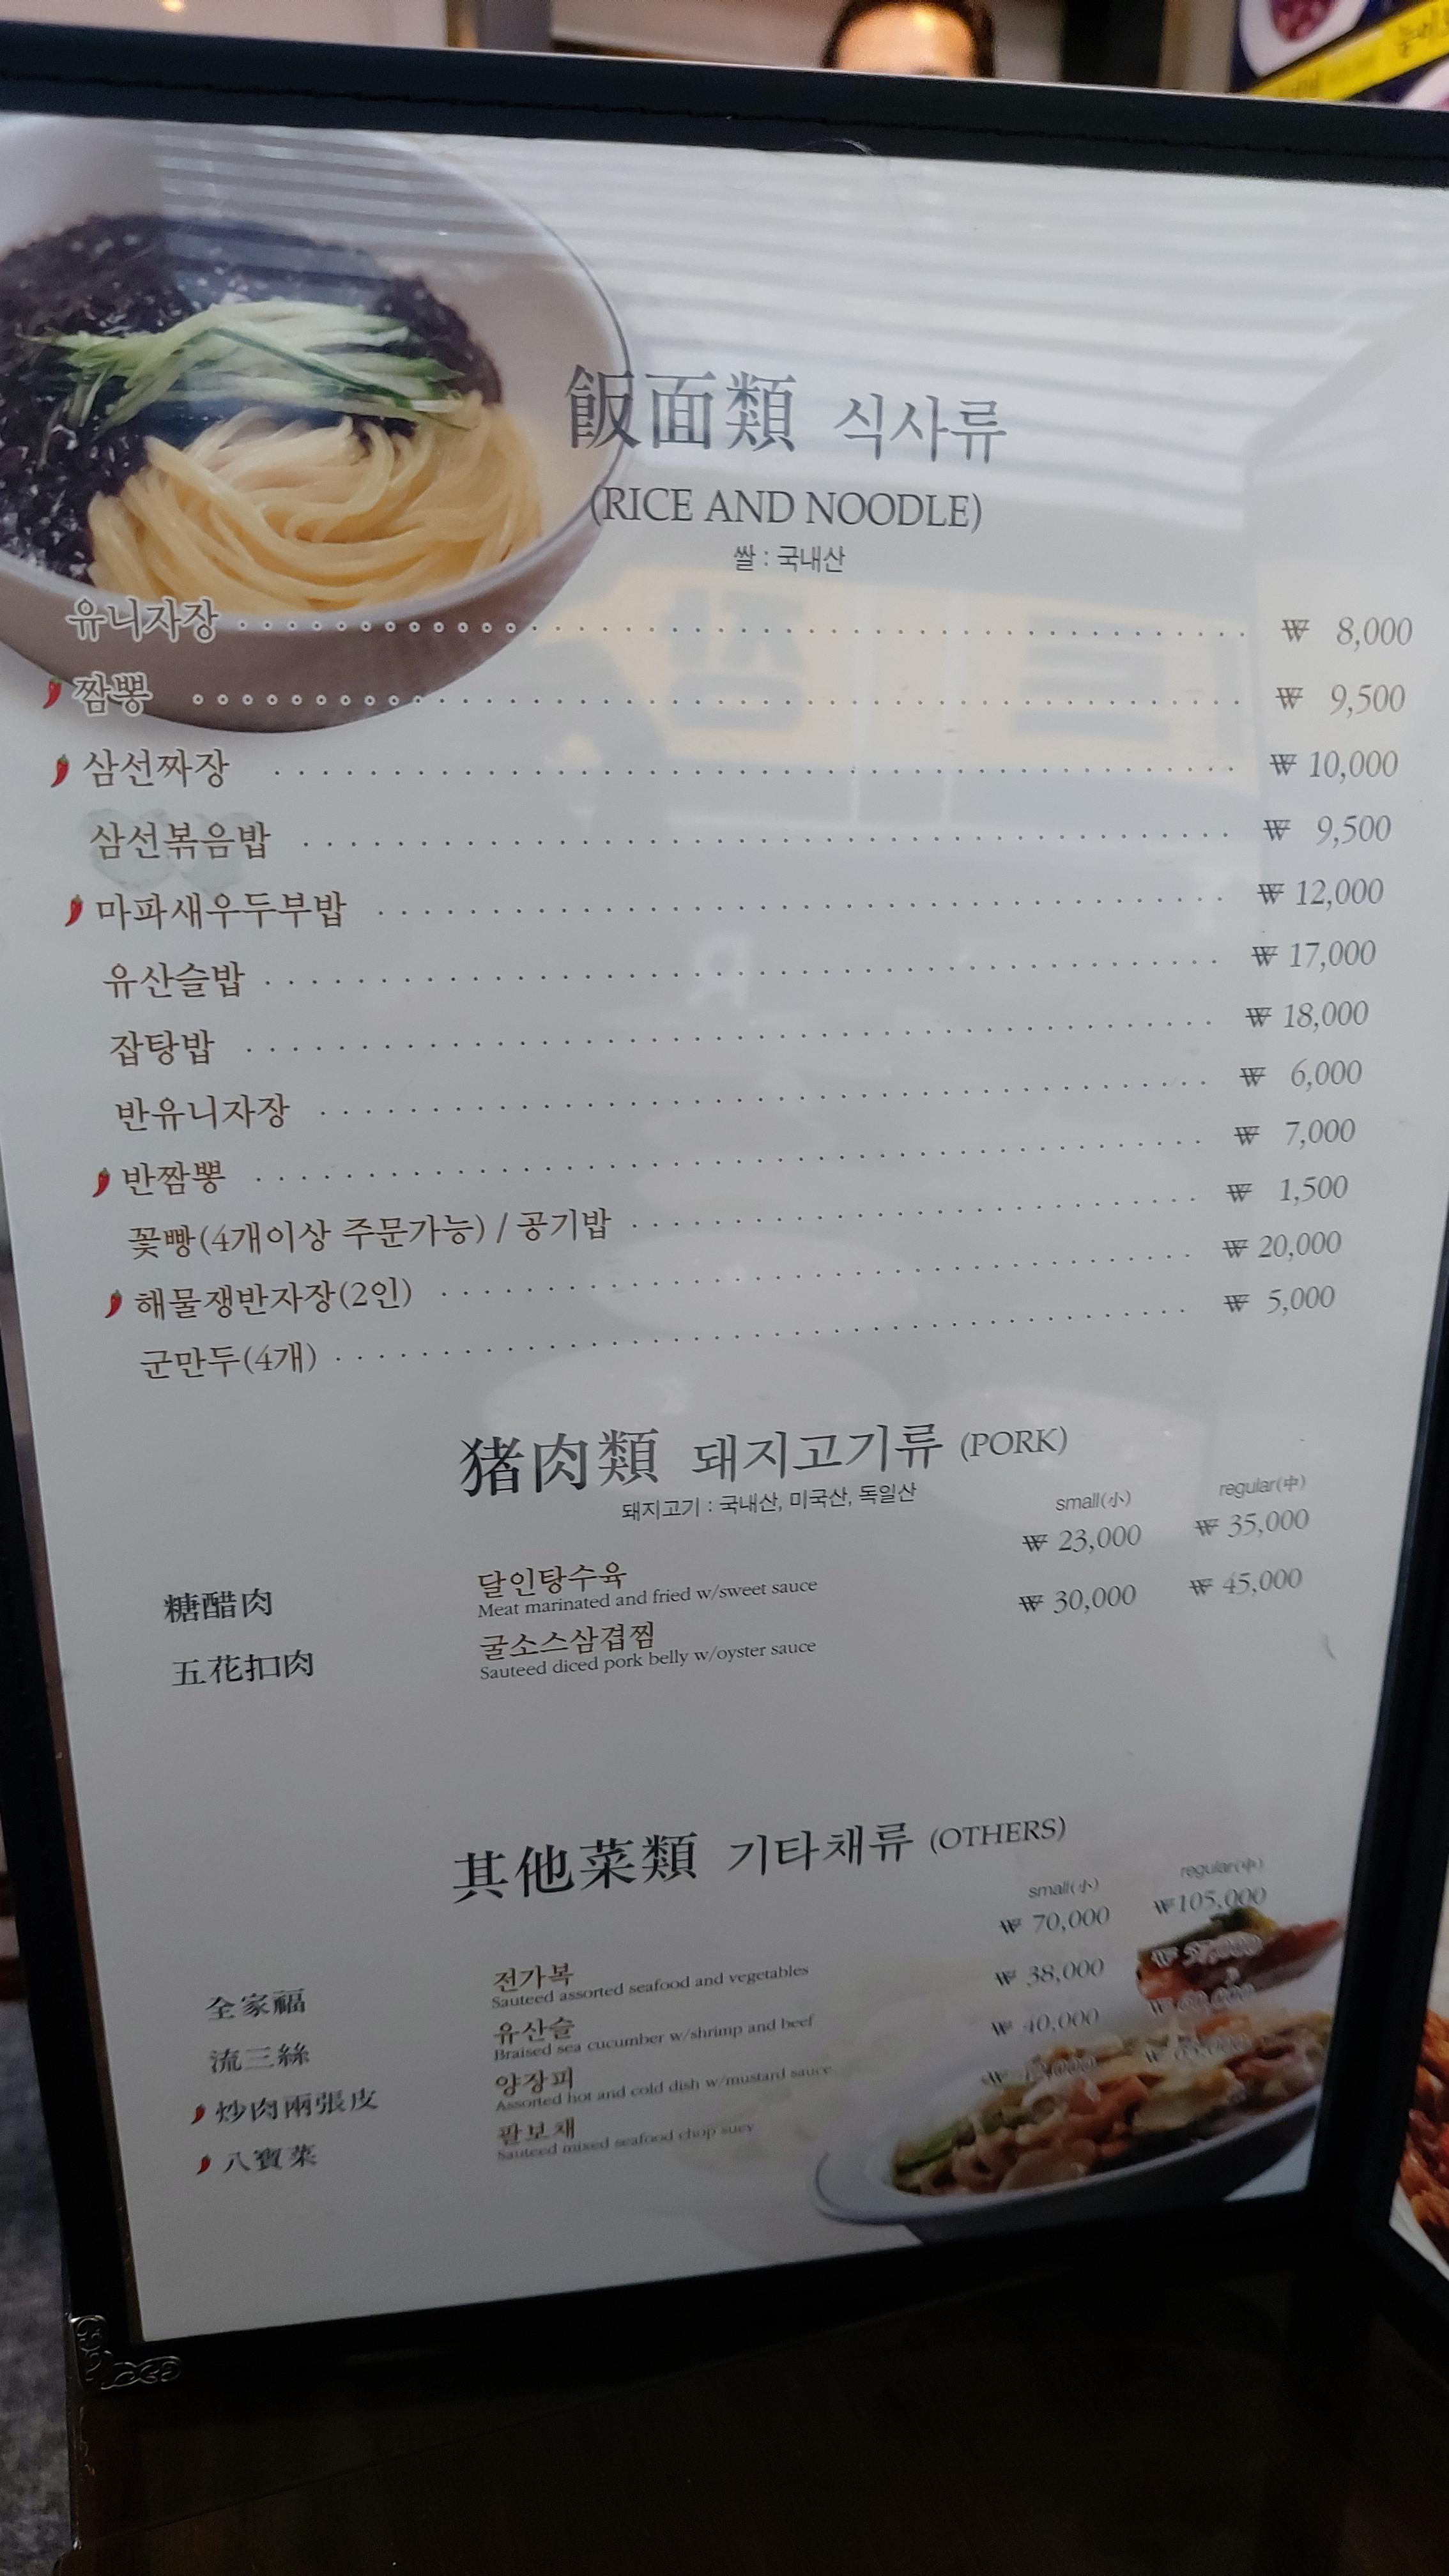 飯面類 식사류
(RICE AND NOODLE)
쌀 : 국내산
유니자장 ₩ 8,000
짬뽕 ₩ 9,500
삼선짜장 ₩ 10,000
삼선볶음밥 ₩ 9,500
마파새우두부밥 ₩ 12,000
유산슬밥 ₩ 17,000
잡탕밥 ₩ 18,000
반유니자장 ₩ 6,000
반짬뽕 ₩ 7,000
꽃빵(4개이상 주문가능) / 공기밥 ₩ 1,500
해물쟁반자장(2인) ₩ 20,000
군만두(4개) ₩ 5,000
猪肉類 돼지고기류 (PORK)
돼지고기 : 국내산, 미국산, 독일산
small(小) regular(中)
糖醋肉 달인탕수육 ₩ 23,000 ₩ 35,000
Meat marinated and fried w/sweet sauce
五花扣肉 굴소스삼겹찜 ₩ 30,000 ₩ 45,000
Sauteed diced pork belly w/oyster sauce
其他菜類 기타채류 (OTHERS)
small(小) regular(中)
全家福 전가복 ₩ 70,000 ₩105,000
Sauteed assorted seafood and vegetables
流三絲 유산슬 ₩ 38,000 ₩ 57,000
Braised sea cucumber w/shrimp and beef
炒肉兩張皮 양장피 ₩ 40,000 ₩ 60,000
Assorted hot and cold dish w/mustard sauce
八寶菜 팔보채
Sauteed mixed seafood chop suey